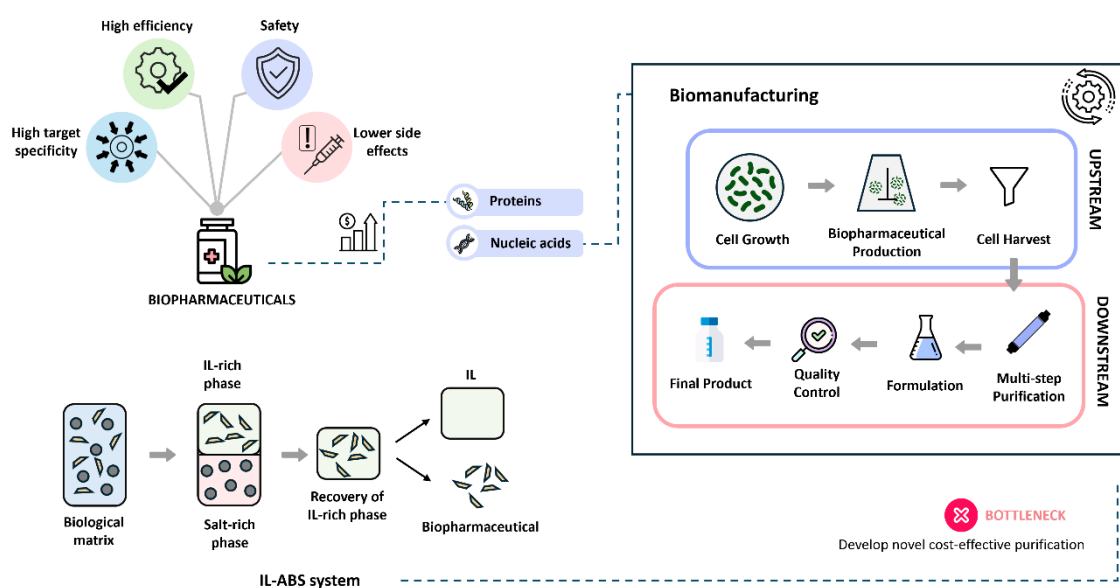 High efficiency
Safety
High target
specificity
Lower side
effects
!
$
BIOPHARMACEUTICALS
Proteins
Nucleic acids
Biomanufacturing
UPSTREAM
Cell Growth
Biopharmaceutical
Production
Cell Harvest
DOWNSTREAM
Final Product
Quality
Control
Formulation
Multi-step
Purification
IL-rich
phase
IL
Biological
matrix
Salt-rich
phase
Recovery of
IL-rich phase
Biopharmaceutical
BOTTLENECK
Develop novel cost-effective purification
IL-ABS system